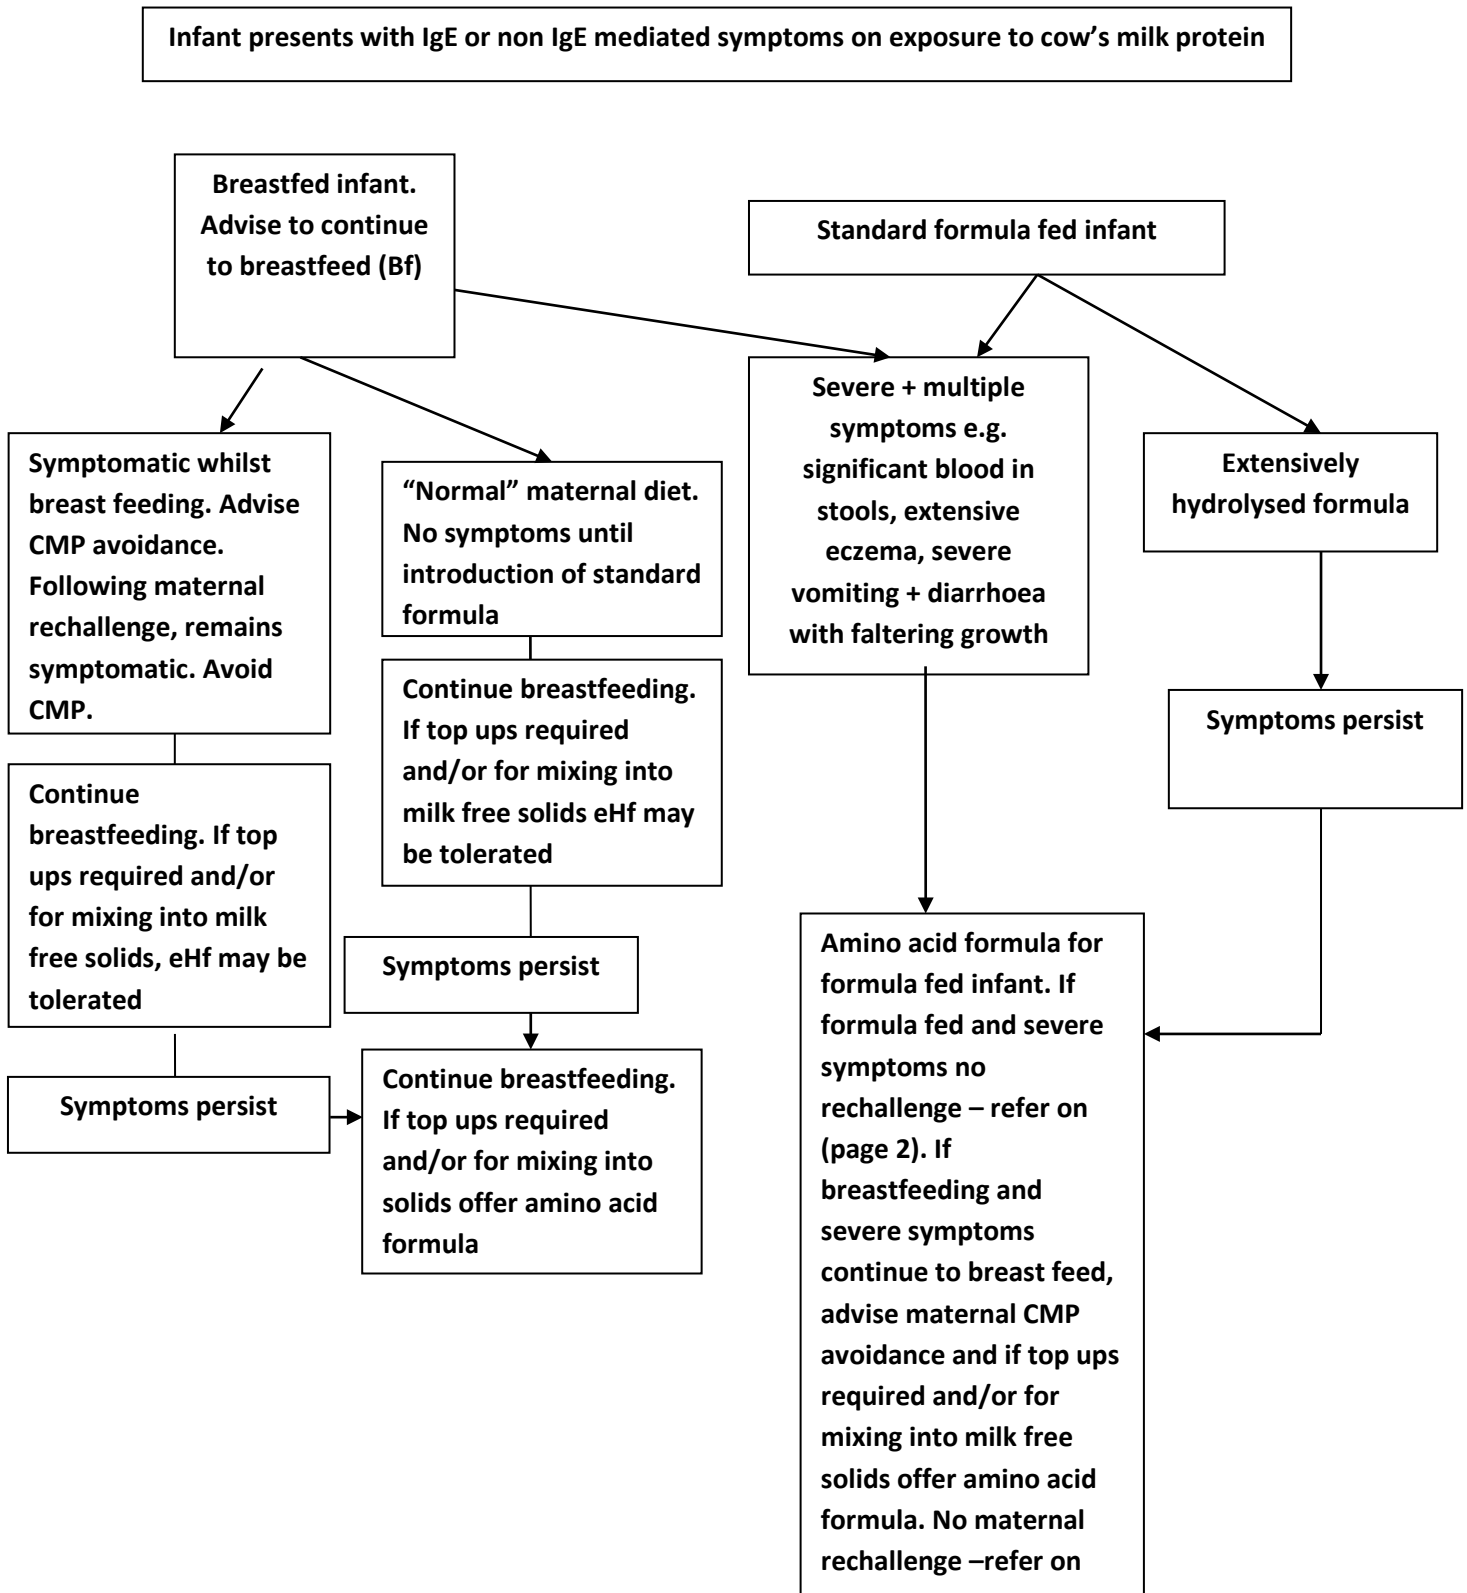 Infant presents with IgE or non IgE mediated symptoms on exposure to cow’s milk protein
Breastfed infant.
Advise to continue
to breastfeed (Bf)
Standard formula fed infant
Symptomatic whilst
breast feeding. Advise
CMP avoidance.
Following maternal
rechallenge, remains
symptomatic. Avoid
CMP.
“Normal” maternal diet.
No symptoms until
introduction of standard
formula
Severe + multiple
symptoms e.g.
significant blood in
stools, extensive
eczema, severe
vomiting + diarrhoea
with faltering growth
Extensively
hydrolysed formula
Continue
breastfeeding. If top
ups required and/or
for mixing into milk
free solids, eHf may be
tolerated
Continue breastfeeding.
If top ups required
and/or for mixing into
milk free solids eHf may
be tolerated
Symptoms persist
Symptoms persist
Symptoms persist
Continue breastfeeding.
If top ups required
and/or for mixing into
solids offer amino acid
formula
Amino acid formula for
formula fed infant. If
formula fed and severe
symptoms no
rechallenge – refer on
(page 2). If
breastfeeding and
severe symptoms
continue to breast feed,
advise maternal CMP
avoidance and if top ups
required and/or for
mixing into milk free
solids offer amino acid
formula. No maternal
rechallenge –refer on